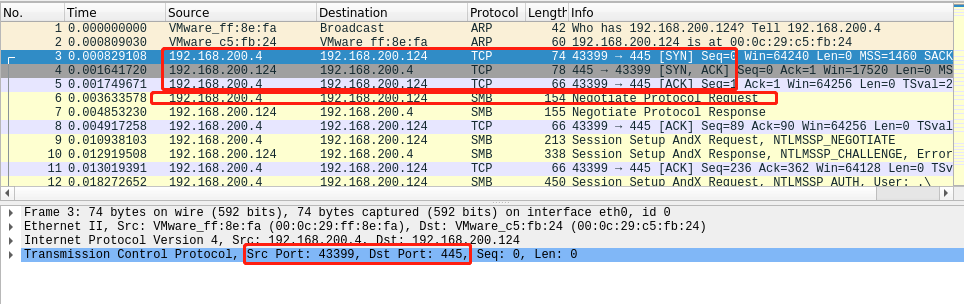 No. Time Source Destination Protocol Length Info
1 0.000000000 VMware_ff:8e:fa Broadcast ARP 42 Who has 192.168.200.124? Tell 192.168.200.4
2 0.000809030 VMware_c5:fb:24 VMware_ff:8e:fa ARP 60 192.168.200.124 is at 00:0c:29:c5:fb:24
3 0.000829108 192.168.200.4 192.168.200.124 TCP 74 43399 → 445 [SYN] Seq=0 Win=64240 Len=0 MSS=1460 SACK
4 0.001641720 192.168.200.124 192.168.200.4 TCP 78 445 → 43399 [SYN, ACK] Seq=0 Ack=1 Win=17520 Len=0 MS
5 0.001749671 192.168.200.4 192.168.200.124 TCP 66 43399 → 445 [ACK] Seq=1 Ack=1 Win=64256 Len=0 TSval=2
6 0.003633578 192.168.200.4 192.168.200.124 SMB 154 Negotiate Protocol Request
7 0.004853230 192.168.200.124 192.168.200.4 SMB 155 Negotiate Protocol Response
8 0.004917258 192.168.200.4 192.168.200.124 TCP 66 43399 → 445 [ACK] Seq=89 Ack=90 Win=64256 Len=0 TSval
9 0.010938103 192.168.200.4 192.168.200.124 SMB 213 Session Setup AndX Request, NTLMSSP_NEGOTIATE
10 0.012919508 192.168.200.124 192.168.200.4 SMB 338 Session Setup AndX Response, NTLMSSP_CHALLENGE, Error
11 0.013019391 192.168.200.4 192.168.200.124 TCP 66 43399 → 445 [ACK] Seq=236 Ack=362 Win=64128 Len=0 TSv
12 0.018272652 192.168.200.4 192.168.200.124 SMB 450 Session Setup AndX Request, NTLMSSP_AUTH, User: .\
Frame 3: 74 bytes on wire (592 bits), 74 bytes captured (592 bits) on interface eth0, id 0
Ethernet II, Src: VMware_ff:8e:fa (00:0c:29:ff:8e:fa), Dst: VMware_c5:fb:24 (00:0c:29:c5:fb:24)
Internet Protocol Version 4, Src: 192.168.200.4, Dst: 192.168.200.124
Transmission Control Protocol, Src Port: 43399, Dst Port: 445, Seq: 0, Len: 0